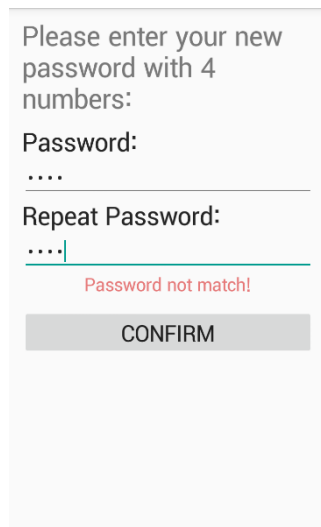 Please enter your new
password with 4
numbers:
Password:
....
Repeat Password:
....
Password not match!
CONFIRM